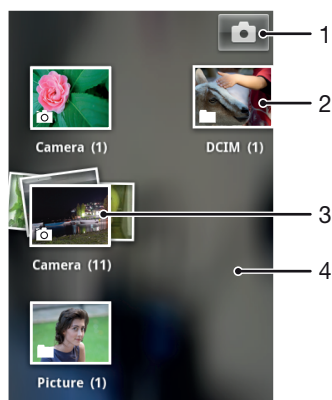 1
2
Camera (1)
DCIM (1)
3
Camera (11)
4
Picture (1)